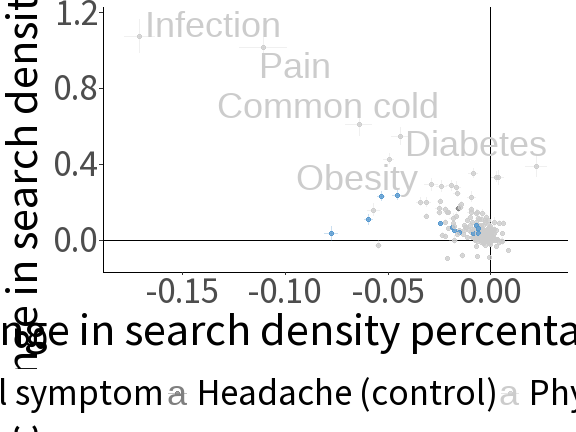 1.2
Infection
Pain
0.8
Common cold
Diabetes
0.4
Obesity
0.0
-0.15 -0.10 -0.05 0.00
nge in search densit
nge in search density percenta
l symptom a Headache (control) a Phy